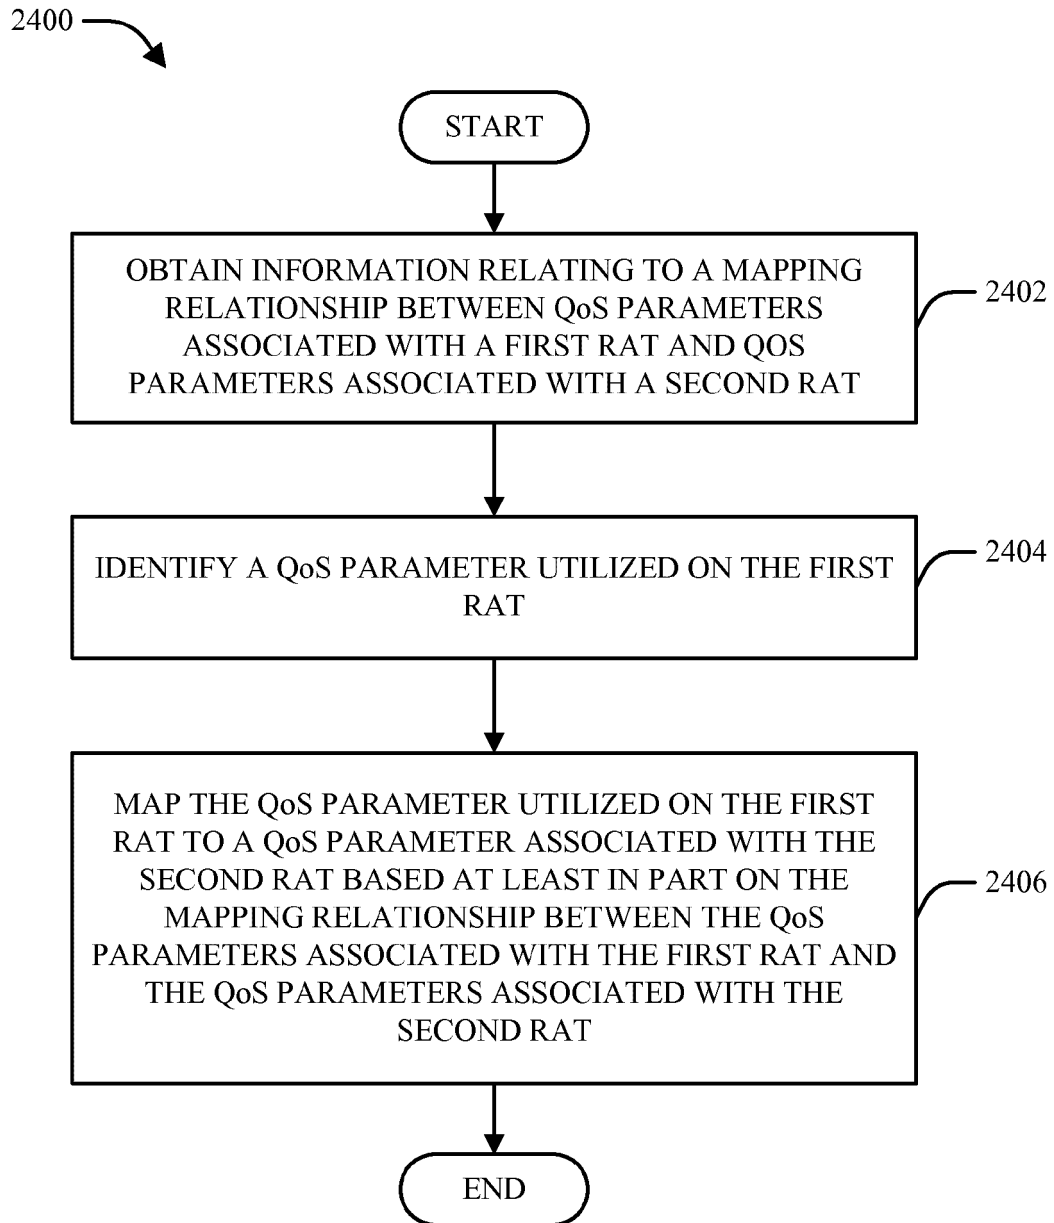 2400
START
OBTAIN INFORMATION RELATING TO A MAPPING
RELATIONSHIP BETWEEN QoS PARAMETERS
ASSOCIATED WITH A FIRST RAT AND QOS
PARAMETERS ASSOCIATED WITH A SECOND RAT
2402
IDENTIFY A QoS PARAMETER UTILIZED ON THE FIRST
RAT
2404
MAP THE QoS PARAMETER UTILIZED ON THE FIRST
RAT TO A QoS PARAMETER ASSOCIATED WITH THE
SECOND RAT BASED AT LEAST IN PART ON THE
MAPPING RELATIONSHIP BETWEEN THE QoS
PARAMETERS ASSOCIATED WITH THE FIRST RAT AND
THE QoS PARAMETERS ASSOCIATED WITH THE
SECOND RAT
2406
END